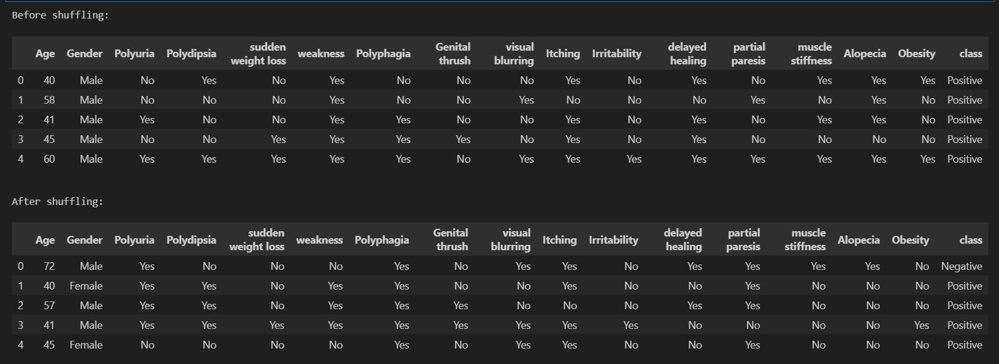 Before shuffling:
Age Gender Polyuria Polydipsia sudden weight loss weakness Polyphagia Genital thrush visual blurring Itching Irritability delayed healing partial paresis muscle stiffness Alopecia Obesity class
0 40 Male No Yes No Yes No No No Yes No Yes No Yes Yes Yes Positive
1 58 Male No No No Yes No No Yes No No No Yes No Yes No Positive
2 41 Male Yes No No Yes Yes No No Yes No Yes No Yes Yes No Positive
3 45 Male No No Yes Yes Yes Yes No Yes No Yes No No No No Positive
4 60 Male Yes Yes Yes Yes Yes No Yes Yes Yes Yes Yes Yes Yes Yes Positive
After shuffling:
Age Gender Polyuria Polydipsia sudden weight loss weakness Polyphagia Genital thrush visual blurring Itching Irritability delayed healing partial paresis muscle stiffness Alopecia Obesity class
0 72 Male Yes No No No Yes No Yes Yes No Yes Yes Yes Yes No Negative
1 40 Female Yes Yes No Yes Yes No No Yes No No Yes No No No Positive
2 57 Male Yes Yes No Yes Yes Yes No No No Yes Yes No No No Positive
3 41 Male Yes Yes Yes Yes Yes Yes Yes Yes Yes No No No No Yes Positive
4 45 Female No No No No Yes No Yes Yes No No Yes No No No Positive